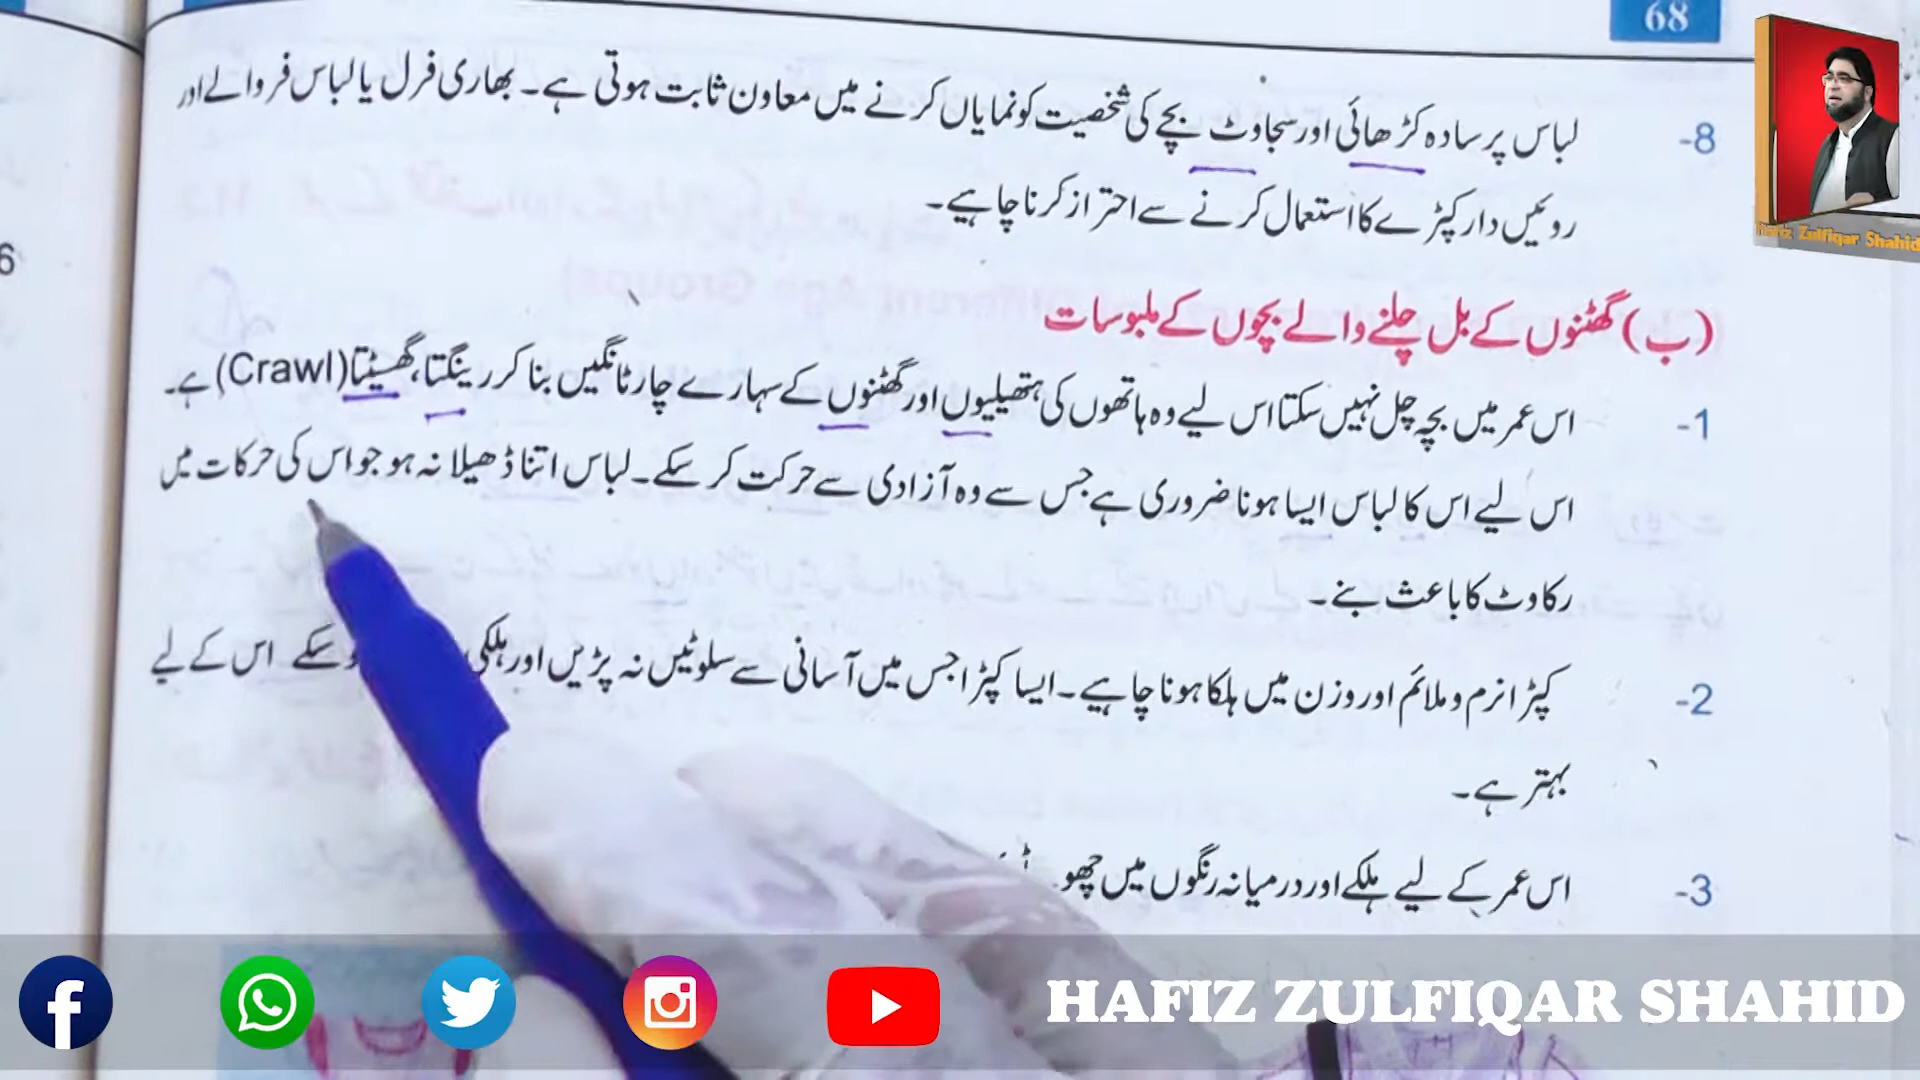 68
8- لباس پر سادہ کڑھائی اور سجاوٹ بچے کی شخصیت کو نمایاں کرنے میں معاون ثابت ہوتی ہے۔ بھاری فرل یا لباس فر والے اور
روئیں دار کپڑے کا استعمال کرنے سے احتراز کرنا چاہیے۔
(ب) گھٹنوں کے بل چلنے والے بچوں کے ملبوسات
1- اس عمر میں بچہ چل نہیں سکتا اس لیے وہ ہاتھوں کی ہتھیلیوں اور گھٹنوں کے سہارے چار ٹانگیں بنا کر رینگتا، گھسیٹتا (Crawl) ہے۔
اس لیے اس کا لباس ایسا ہونا ضروری ہے جس سے وہ آزادی سے حرکت کر سکے۔ لباس اتنا ڈھیلا نہ ہو جو اس کی حرکات میں
رکاوٹ کا باعث بنے۔
2- کپڑا نرم و ملائم اور وزن میں ہلکا ہونا چاہیے۔ ایسا کپڑا جس میں آسانی سے سلوٹیں نہ پڑیں اور ہلکی سکے اس کے لیے
بہتر ہے۔
3- اس عمر کے لیے ہلکے اور درمیانہ رنگوں میں
6
Hafiz Zulfiqar Shahid
HAFIZ ZULFIQAR SHAHID